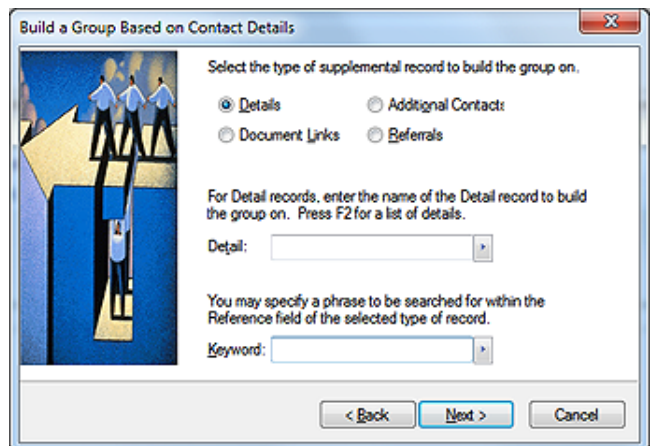 Build a Group Based on Contact Details
Select the type of supplemental record to build the group on.
Details
Additional Contacts
Document Links
Referrals
For Detail records, enter the name of the Detail record to build
the group on. Press F2 for a list of details.
Detail:
You may specify a phrase to be searched for within the
Reference field of the selected type of record.
Keyword:
< Back
Next >
Cancel